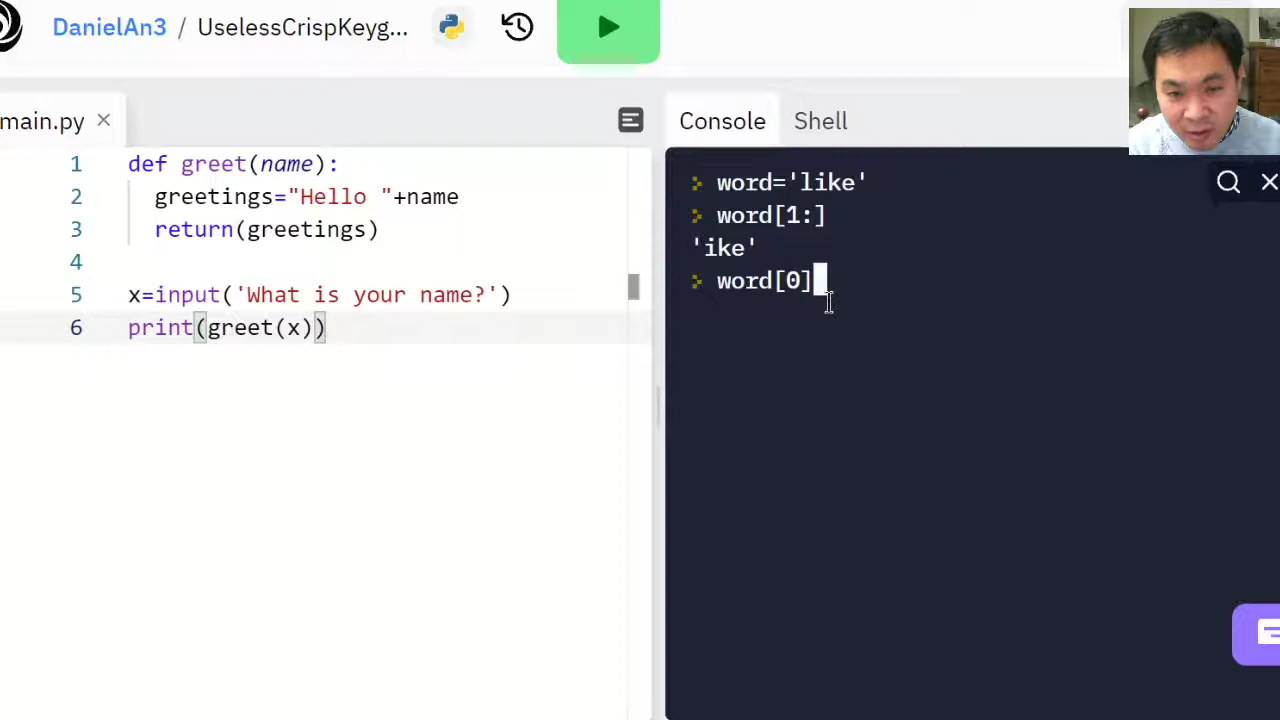 DanielAn3 / UselessCrispKeyg...
main.py
1 def greet(name):
2 greetings="Hello "+name
3 return(greetings)
4
5 x=input('What is your name?')
6 print(greet(x))
Console Shell
word='like'
word[1:]
'ike'
word[0]